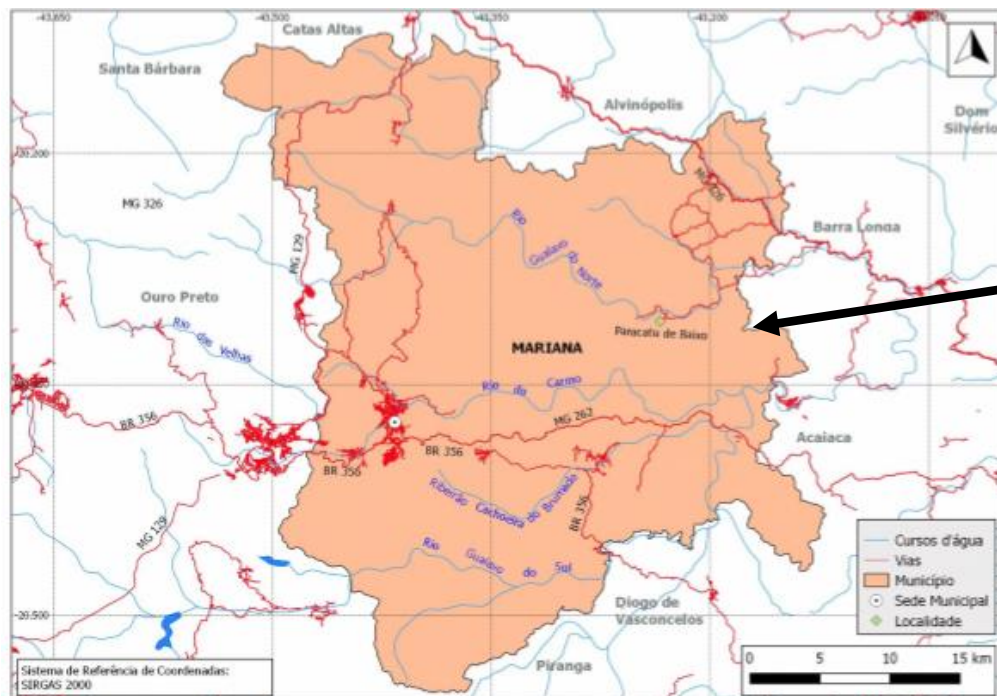 -43.500
-43.200
Catas Altas
Santa Bárbara
Alvinópolis
Dom
Silvério
-20.200
MG 326
MG 326
Barra Longa
Rio
Gualaxo
do
Norte
MG 129
Ouro Preto
Rio das Velhas
Paracatu de Baixo
MARIANA
Rio do Carmo
BR 356
MG 262
Acaiaca
BR 356
BR 356
Ribeirão Cachoeira do Brumado
BR 356
MG 129
Rio Gualaxo do Sul
-20.500
Diogo de
Vasconcelos
Piranga
Cursos d'água
Vias
Município
Sede Municipal
Localidade
0 5 10 15 km
Sistema de Referência de Coordenadas:
SIRGAS 2000